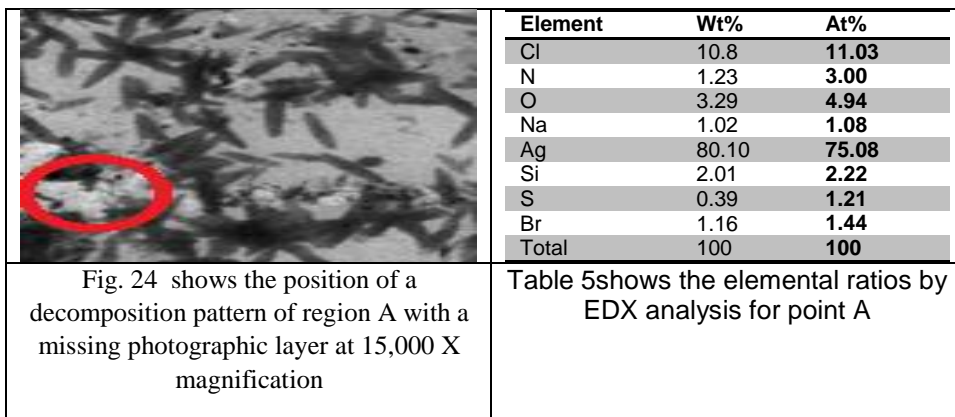 Element Wt% At%
Cl 10.8 11.03
N 1.23 3.00
O 3.29 4.94
Na 1.02 1.08
Ag 80.10 75.08
Si 2.01 2.22
S 0.39 1.21
Br 1.16 1.44
Total 100 100
Fig. 24 shows the position of a
decomposition pattern of region A with a
missing photographic layer at 15,000 X
magnification
Table 5shows the elemental ratios by
EDX analysis for point A